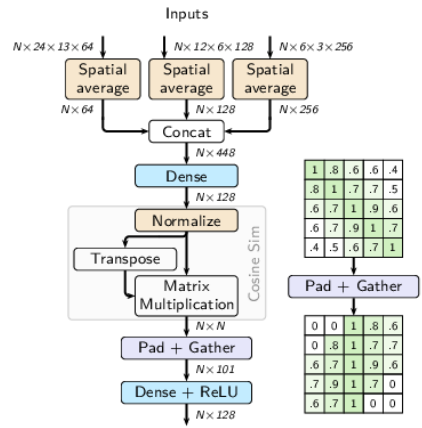 Inputs
N×24×13×64
N×12×6×128
N×6×3×256
Spatial average
Spatial average
Spatial average
N×64
N×128
N×256
Concat
N×448
Dense
N×128
Normalize
Transpose
Matrix Multiplication
Cosine Sim
N×N
Pad + Gather
N×101
Dense + ReLU
N×128
1 .8 .6 .6 .4
.8 1 .7 .7 .5
.6 .7 1 .9 .6
.6 .7 .9 1 .7
.4 .5 .6 .7 1
Pad + Gather
0 0 1 .8 .6
0 .8 1 .7 .7
.6 .7 1 .9 .6
.7 .9 1 .7 0
.6 .7 1 0 0